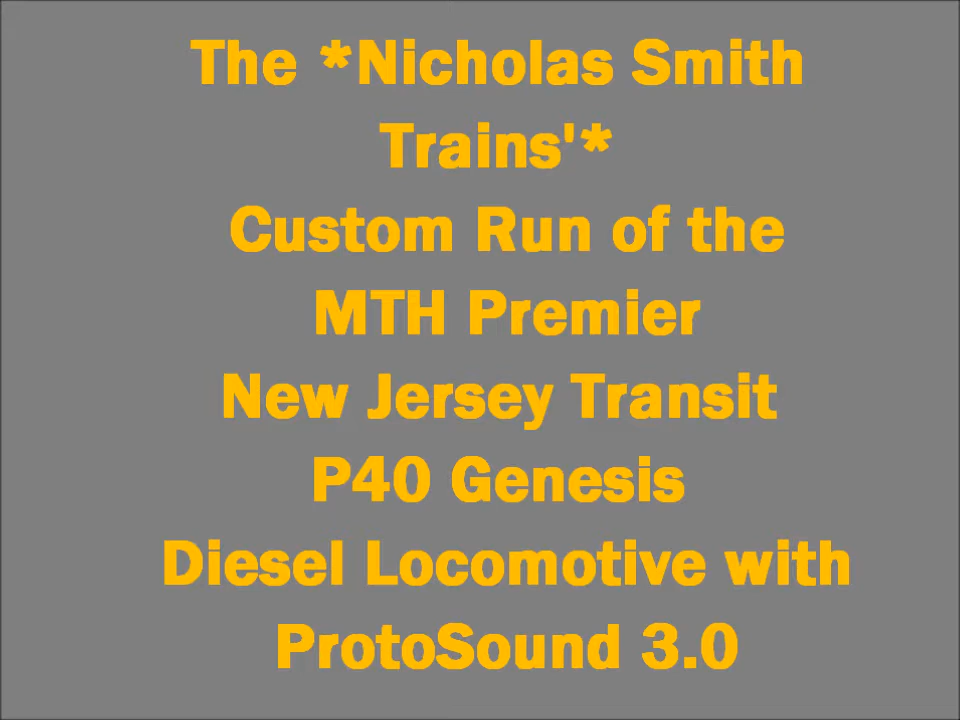 The *Nicholas Smith
Trains'*
Custom Run of the
MTH Premier
New Jersey Transit
P40 Genesis
Diesel Locomotive with
ProtoSound 3.0